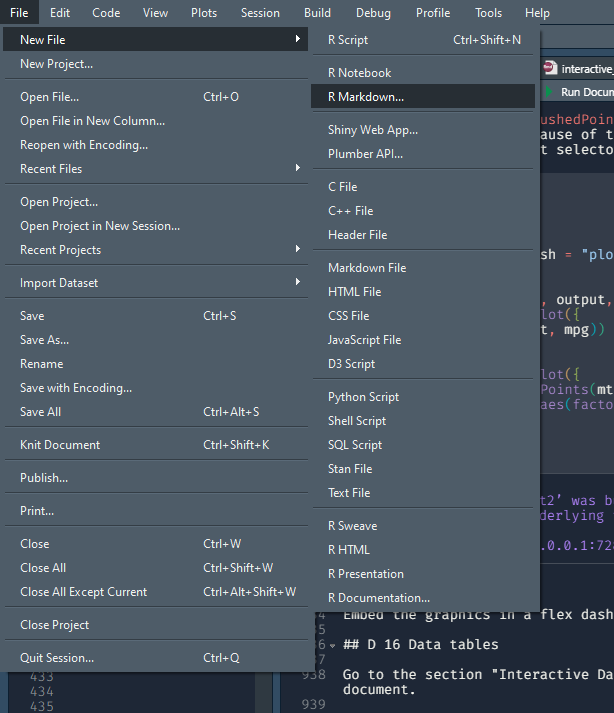 File Edit Code View Plots Session Build Debug Profile Tools Help
New File
New Project...
Open File... Ctrl+O
Open File in New Column...
Reopen with Encoding...
Recent Files
Open Project...
Open Project in New Session...
Recent Projects
Import Dataset
Save Ctrl+S
Save As...
Rename
Save with Encoding...
Save All Ctrl+Alt+S
Knit Document Ctrl+Shift+K
Publish...
Print...
Close Ctrl+W
Close All Ctrl+Shift+W
Close All Except Current Ctrl+Alt+Shift+W
Close Project
Quit Session... Ctrl+Q
R Script Ctrl+Shift+N
R Notebook
R Markdown...
Shiny Web App...
Plumber API...
C File
C++ File
Header File
Markdown File
HTML File
CSS File
JavaScript File
D3 Script
Python Script
Shell Script
SQL Script
Stan File
Text File
R Sweave
R HTML
R Presentation
R Documentation...
interactive_
Run Docum
ushedPoin
ause of t
t selecto
sh = "plo
, output,
lot({
t, mpg))
lot({
Points(mt
aes(facto
t2’ was b
derlying
.0.0.1:728
Embed the graphics in a flex dash
935
936 ## D 16 Data tables
937
938 Go to the section "Interactive Da
document.
939
433
434
435